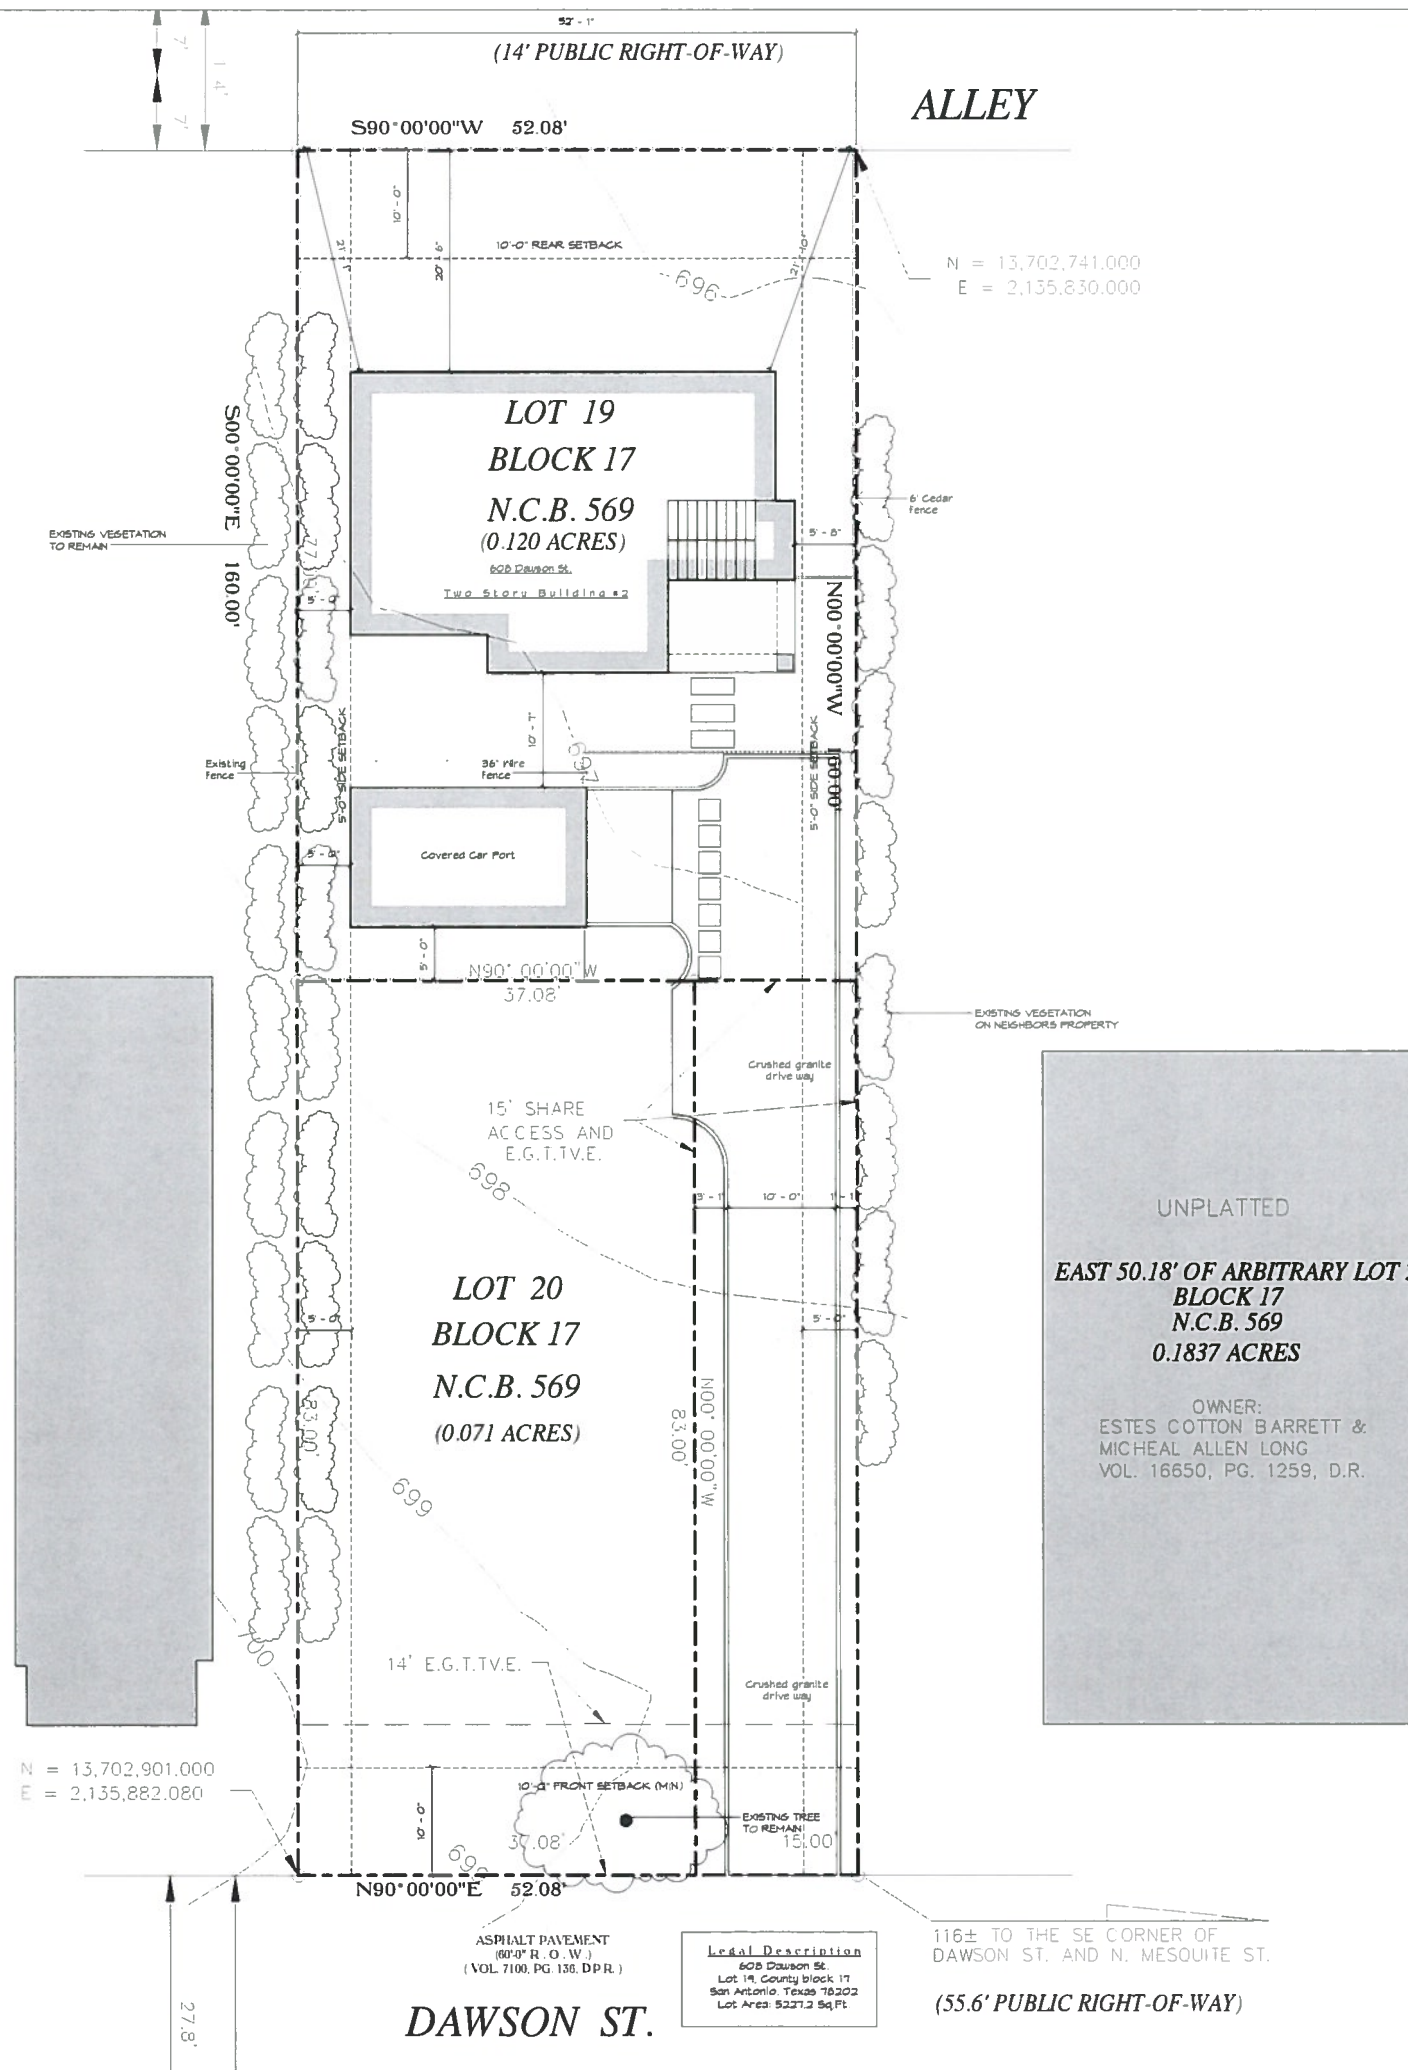 52' - 1"
(14' PUBLIC RIGHT-OF-WAY)
7'
14'
7'
ALLEY
S90°00'00"W 52.08'
10'-0"
10'-0" REAR SETBACK
21'-10"
696
N = 13,702,741.000
E = 2,135,830.000
LOT 19
BLOCK 17
N.C.B. 569
(0.120 ACRES)
608 Dawson St.
Two Story Building #2
S00°00'00"E 160.00'
EXISTING VEGETATION
TO REMAIN
6' Cedar
fence
5' - 8"
N00°00'00"W 160.00'
5'-0" SIDE SETBACK
5'-0" SIDE SETBACK
10' - 7"
697
Existing
fence
36" Wire
fence
Covered Car Port
5' - 0"
N90° 00'00"W
37.08'
EXISTING VEGETATION
ON NEIGHBORS PROPERTY
Crushed granite
drive way
15' SHARE
ACCESS AND
E.G.T.TV.E.
698
3' - 1"
10' - 0"
1' - 1"
UNPLATTED
EAST 50.18' OF ARBITRARY LOT
BLOCK 17
N.C.B. 569
0.1837 ACRES
OWNER:
ESTES COTTON BARRETT &
MICHEAL ALLEN LONG
VOL. 16650, PG. 1259, D.R.
LOT 20
BLOCK 17
N.C.B. 569
(0.071 ACRES)
5' - 0"
5' - 0"
83.00'
N00° 00'00"W
83.00'
699
700
14' E.G.T.TV.E.
Crushed granite
drive way
N = 13,702,901.000
E = 2,135,882.080
10'-0" FRONT SETBACK (MIN)
10' - 0"
EXISTING TREE
TO REMAIN
37.08'
15.00'
N90°00'00"E 52.08'
ASPHALT PAVEMENT
(60'0" R.O.W.)
(VOL. 7100, PG. 136, D.P.R.)
DAWSON ST.
Legal Description
608 Dawson St.
Lot 19, County block 17
San Antonio, Texas 78202
Lot Area: 5227.2 Sq.Ft.
116± TO THE SE CORNER OF
DAWSON ST. AND N. MESQUITE ST.
(55.6' PUBLIC RIGHT-OF-WAY)
27.8'